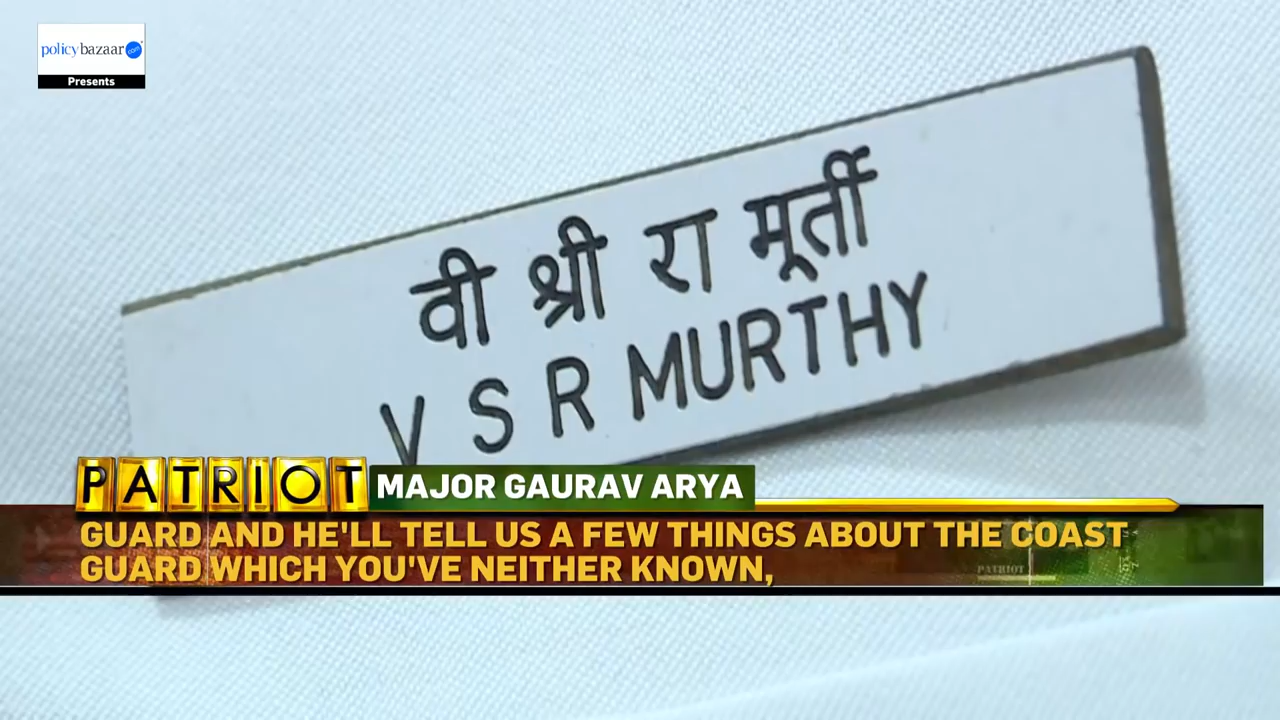 policybazaar.com
Presents
वी श्री रा मूर्ती
V S R MURTHY
PATRIOT
MAJOR GAURAV ARYA
GUARD AND HE'LL TELL US A FEW THINGS ABOUT THE COAST
GUARD WHICH YOU'VE NEITHER KNOWN,
PATRIOT